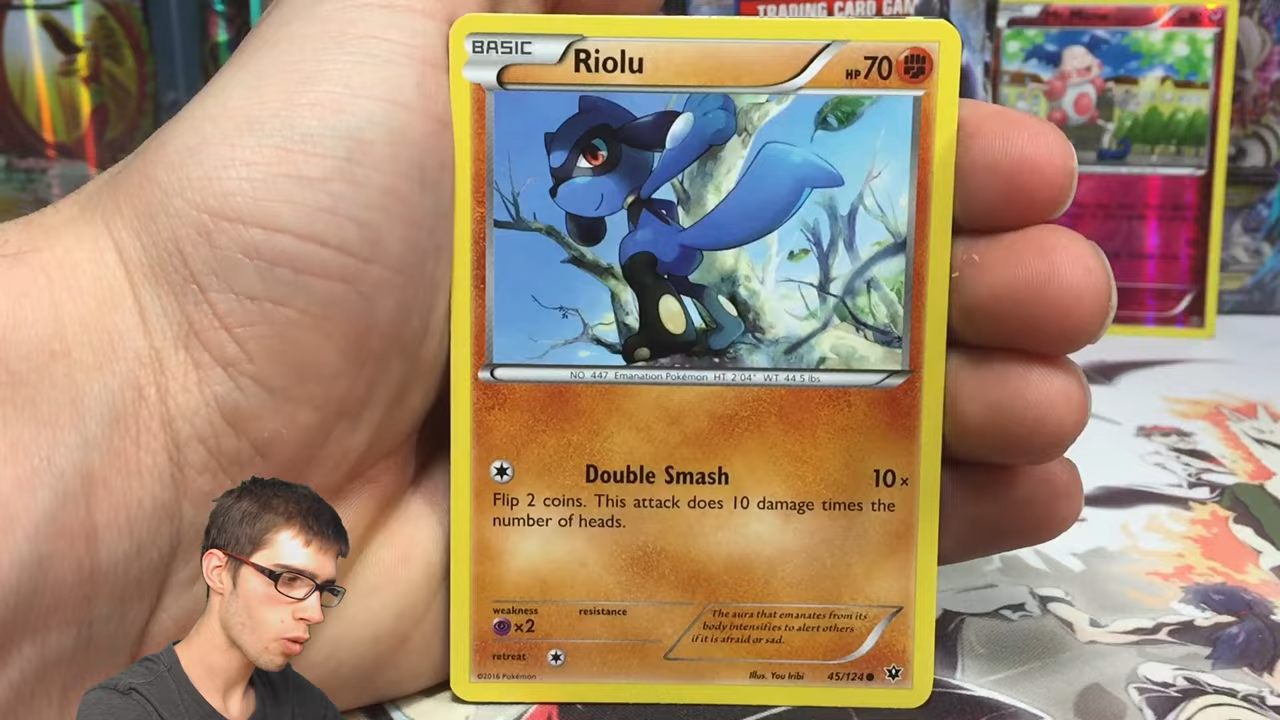 TRADING CARD GAM
BASIC
Riolu
HP 70
NO. 447 Emanation Pokémon HT. 2'04" WT. 44.5 lbs
Double Smash
10×
Flip 2 coins. This attack does 10 damage times the
number of heads.
weakness
resistance
×2
The aura that emanates from its
body intensifies to alert others
if it is afraid or sad.
retreat
©2016 Pokémon
Illus. You Iribi
45/124